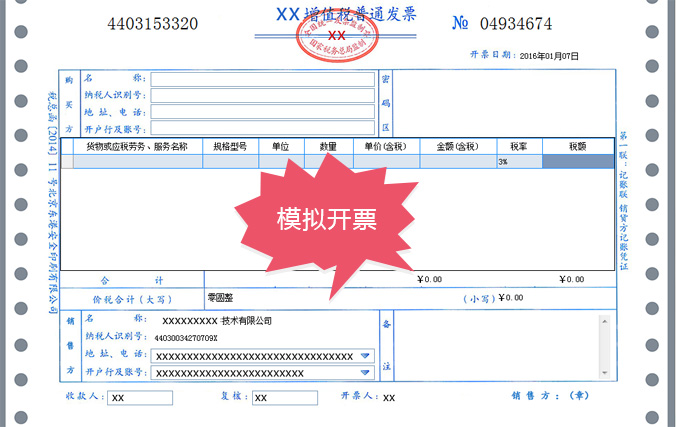 XX增值税普通发票
4403153320
№ 04934674
全国统一发票监制章
XX
国家税务总局监制
开票日期：2016年01月07日
购买方
名　　　称：
纳税人识别号：
地 址、电 话：
开户行及账号：
密码区
货物或应税劳务、服务名称 规格型号 单位 数量 单价(含税) 金额(含税) 税率 税额
3%
模拟开票
合　　　计 ￥0.00 ￥0.00
价税合计（大写） 零圆整 （小写）￥0.00
销售方
名　　　称： XXXXXXXXX 技术有限公司
纳税人识别号： 44030034270709X
地 址、电 话： XXXXXXXXXXXXXXXXXXXXXXXXXXXXXXXX
开户行及账号： XXXXXXXXXXXXXXXXXXXXXXXX
备注
收款人： XX 复核： XX 开票人： XX 销 售 方：（章）
税总函［2014］11号北京东港安全印刷有限公司
第一联：记账联 销货方记账凭证